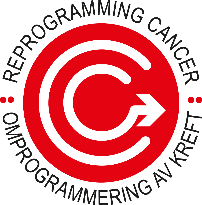 REPROGRAMMING CANCER
OMPROGRAMMERING AV KREFT